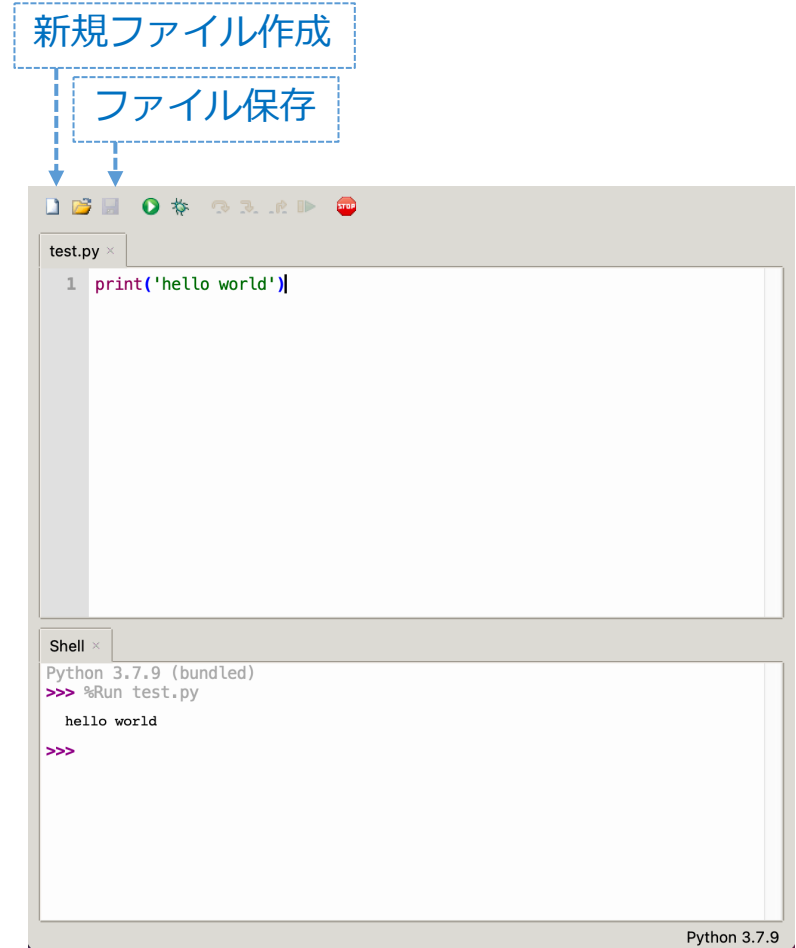 新規ファイル作成
ファイル保存
STOP
test.py ×
1 print('hello world')
Shell ×
Python 3.7.9 (bundled)
>>> %Run test.py
hello world
>>>
Python 3.7.9